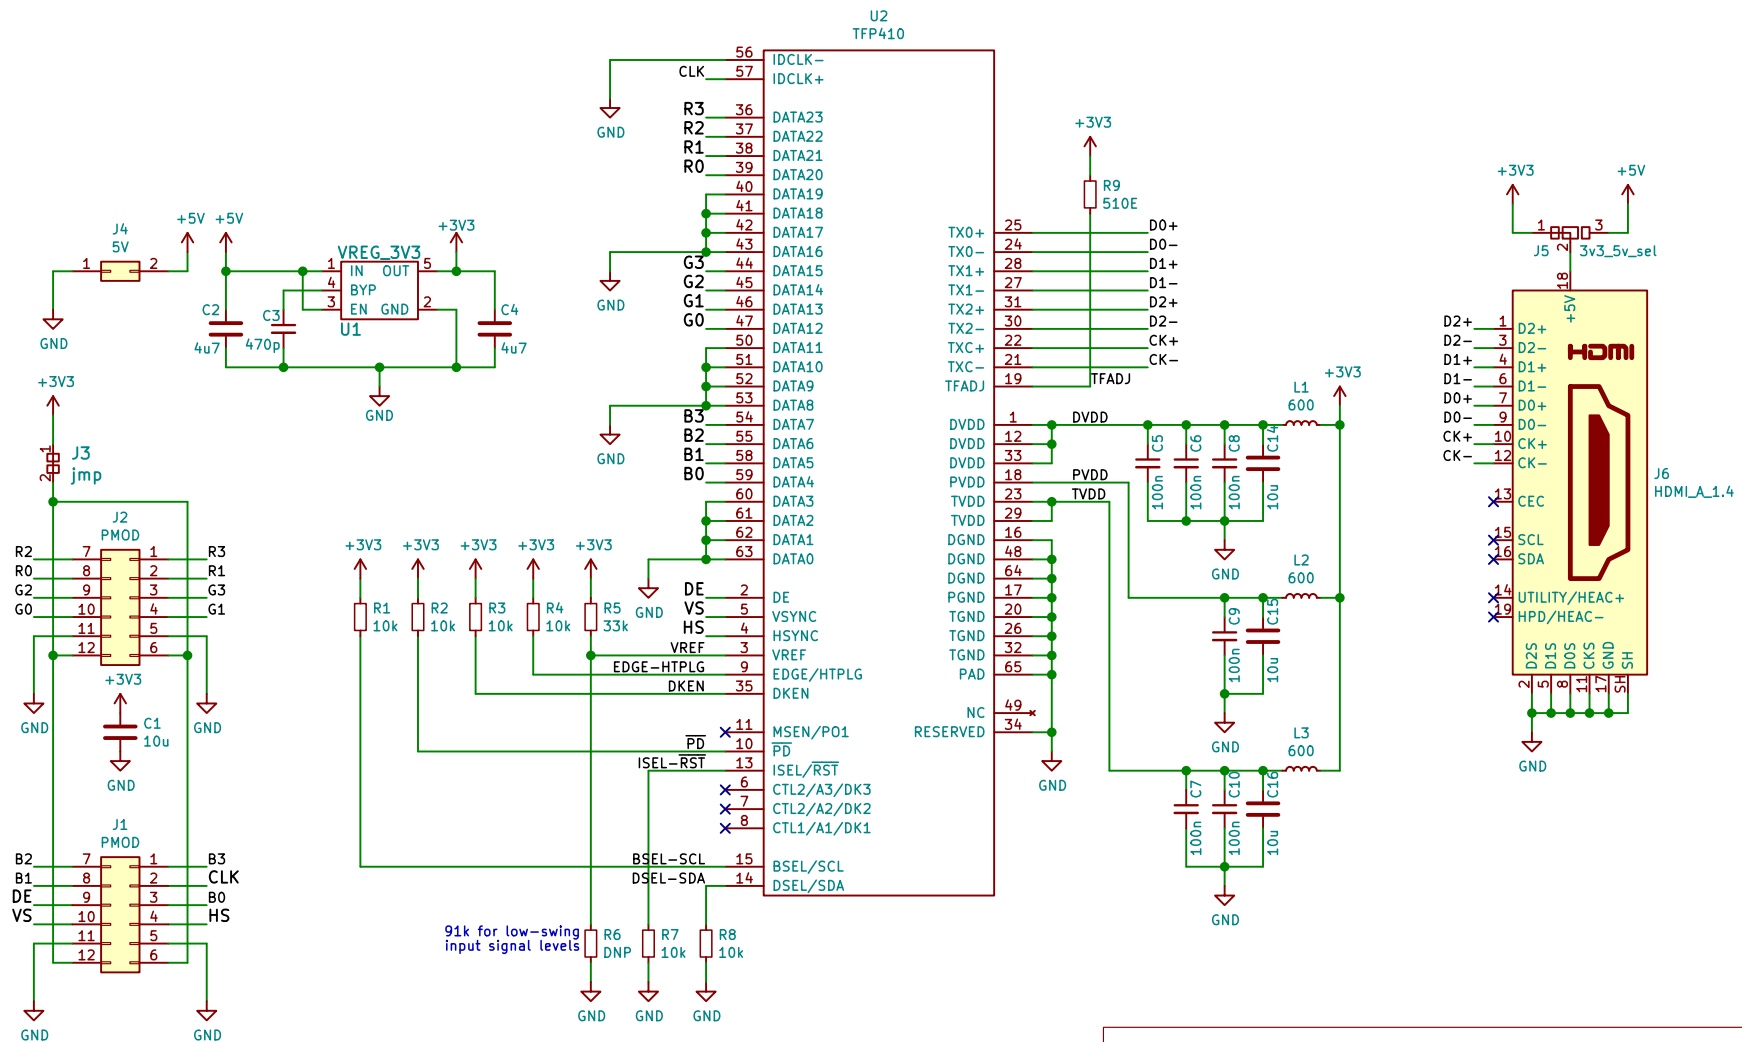 U2
TFP410
56 IDCLK-
CLK 57 IDCLK+
GND
R3 36 DATA23
R2 37 DATA22
R1 38 DATA21
R0 39 DATA20
40 DATA19
41 DATA18
42 DATA17
43 DATA16
GND
G3 44 DATA15
G2 45 DATA14
G1 46 DATA13
G0 47 DATA12
50 DATA11
51 DATA10
52 DATA9
53 DATA8
GND
B3 54 DATA7
B2 55 DATA6
B1 58 DATA5
B0 59 DATA4
60 DATA3
61 DATA2
62 DATA1
63 DATA0
GND
DE 2 DE
VS 5 VSYNC
HS 4 HSYNC
VREF 3 VREF
EDGE-HTPLG 9 EDGE/HTPLG
DKEN 35 DKEN
11 MSEN/PO1
PD 10 PD
ISEL-RST 13 ISEL/RST
6 CTL2/A3/DK3
7 CTL2/A2/DK2
8 CTL1/A1/DK1
BSEL-SCL 15 BSEL/SCL
DSEL-SDA 14 DSEL/SDA
TX0+ 25 D0+
TX0- 24 D0-
TX1+ 28 D1+
TX1- 27 D1-
TX2+ 31 D2+
TX2- 30 D2-
TXC+ 22 CK+
TXC- 21 CK-
TFADJ 19 TFADJ
DVDD 1 DVDD
DVDD 12
DVDD 33
PVDD 18 PVDD
TVDD 23 TVDD
TVDD 29
DGND 16
DGND 48
DGND 64
PGND 17
TGND 20
TGND 26
TGND 32
PAD 65
NC 49
RESERVED 34
GND
+3V3
R9
510E
J4
5V
1 2
+5V
GND
+5V
VREG_3V3
+3V3
1 IN OUT 5
4 BYP
3 EN GND 2
U1
C2
4u7
C3
470p
C4
4u7
GND
+3V3
1
2
J3
jmp
J2
PMOD
R2 7 1 R3
R0 8 2 R1
G2 9 3 G3
G0 10 4 G1
11 5
12 6
GND
GND
+3V3
C1
10u
GND
J1
PMOD
B2 7 1 B3
B1 8 2 CLK
DE 9 3 B0
VS 10 4 HS
11 5
12 6
GND
GND
+3V3 +3V3 +3V3 +3V3 +3V3
R1
10k
R2
10k
R3
10k
R4
10k
R5
33k
91k for low-swing
input signal levels
R6
DNP
R7
10k
R8
10k
GND GND GND
L1
600
+3V3
C5
100n
C6
100n
C8
100n
C14
10u
GND
L2
600
C9
100n
C15
10u
GND
L3
600
C7
100n
C10
100n
C16
10u
GND
+3V3 +5V
1 3
2
J5 3v3_5v_sel
18
+5V
HDMI
D2+ 1 D2+
D2- 3 D2-
D1+ 4 D1+
D1- 6 D1-
D0+ 7 D0+
D0- 9 D0-
CK+ 10 CK+
CK- 12 CK-
13 CEC
15 SCL
16 SDA
14 UTILITY/HEAC+
19 HPD/HEAC-
J6
HDMI_A_1.4
D2S D1S D0S CKS GND SH
2 5 8 11 17 SH
GND